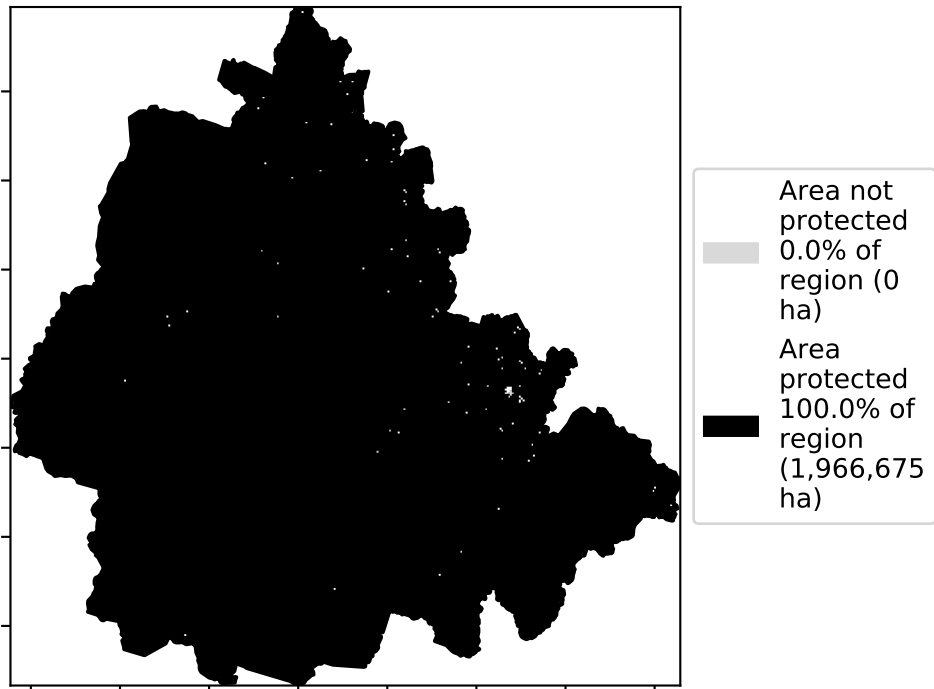 Area not
protected
0.0% of
region (0
ha)
Area
protected
100.0% of
region
(1,966,675
ha)